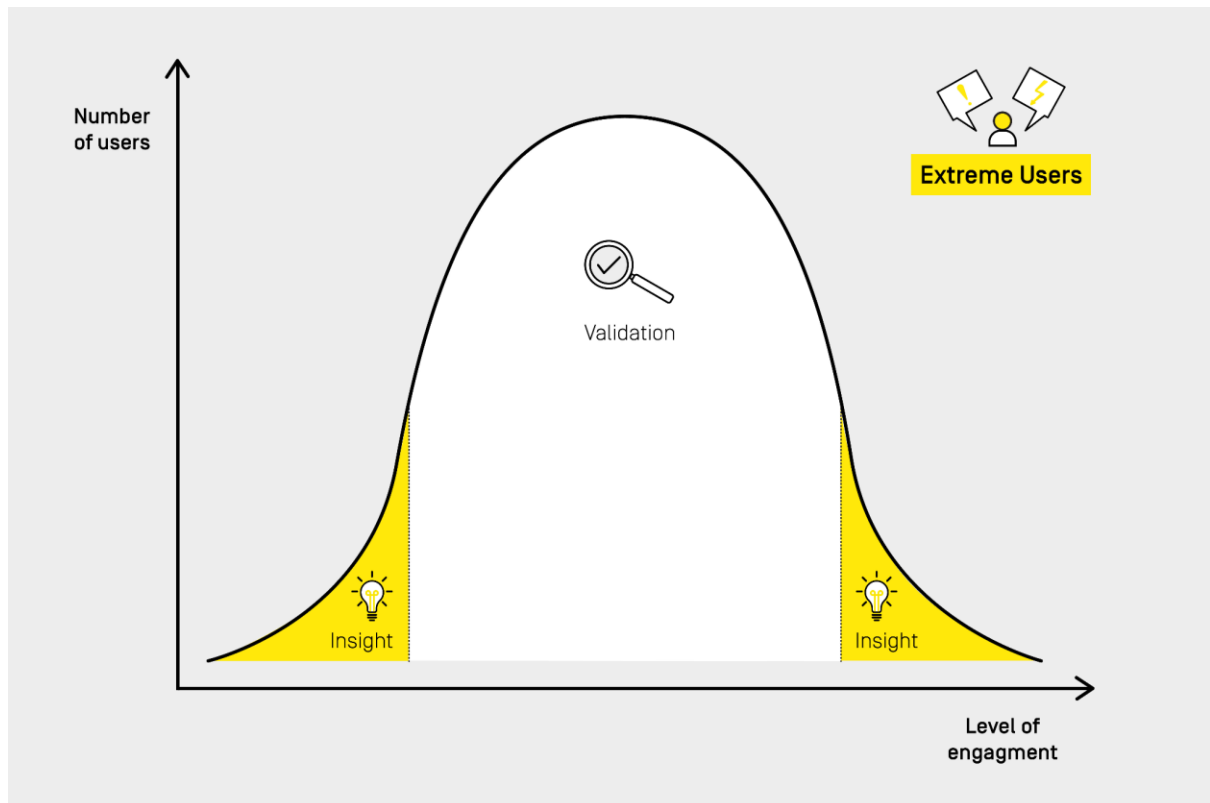 Number
of users
Extreme Users
Validation
Insight
Insight
Level of
engagment